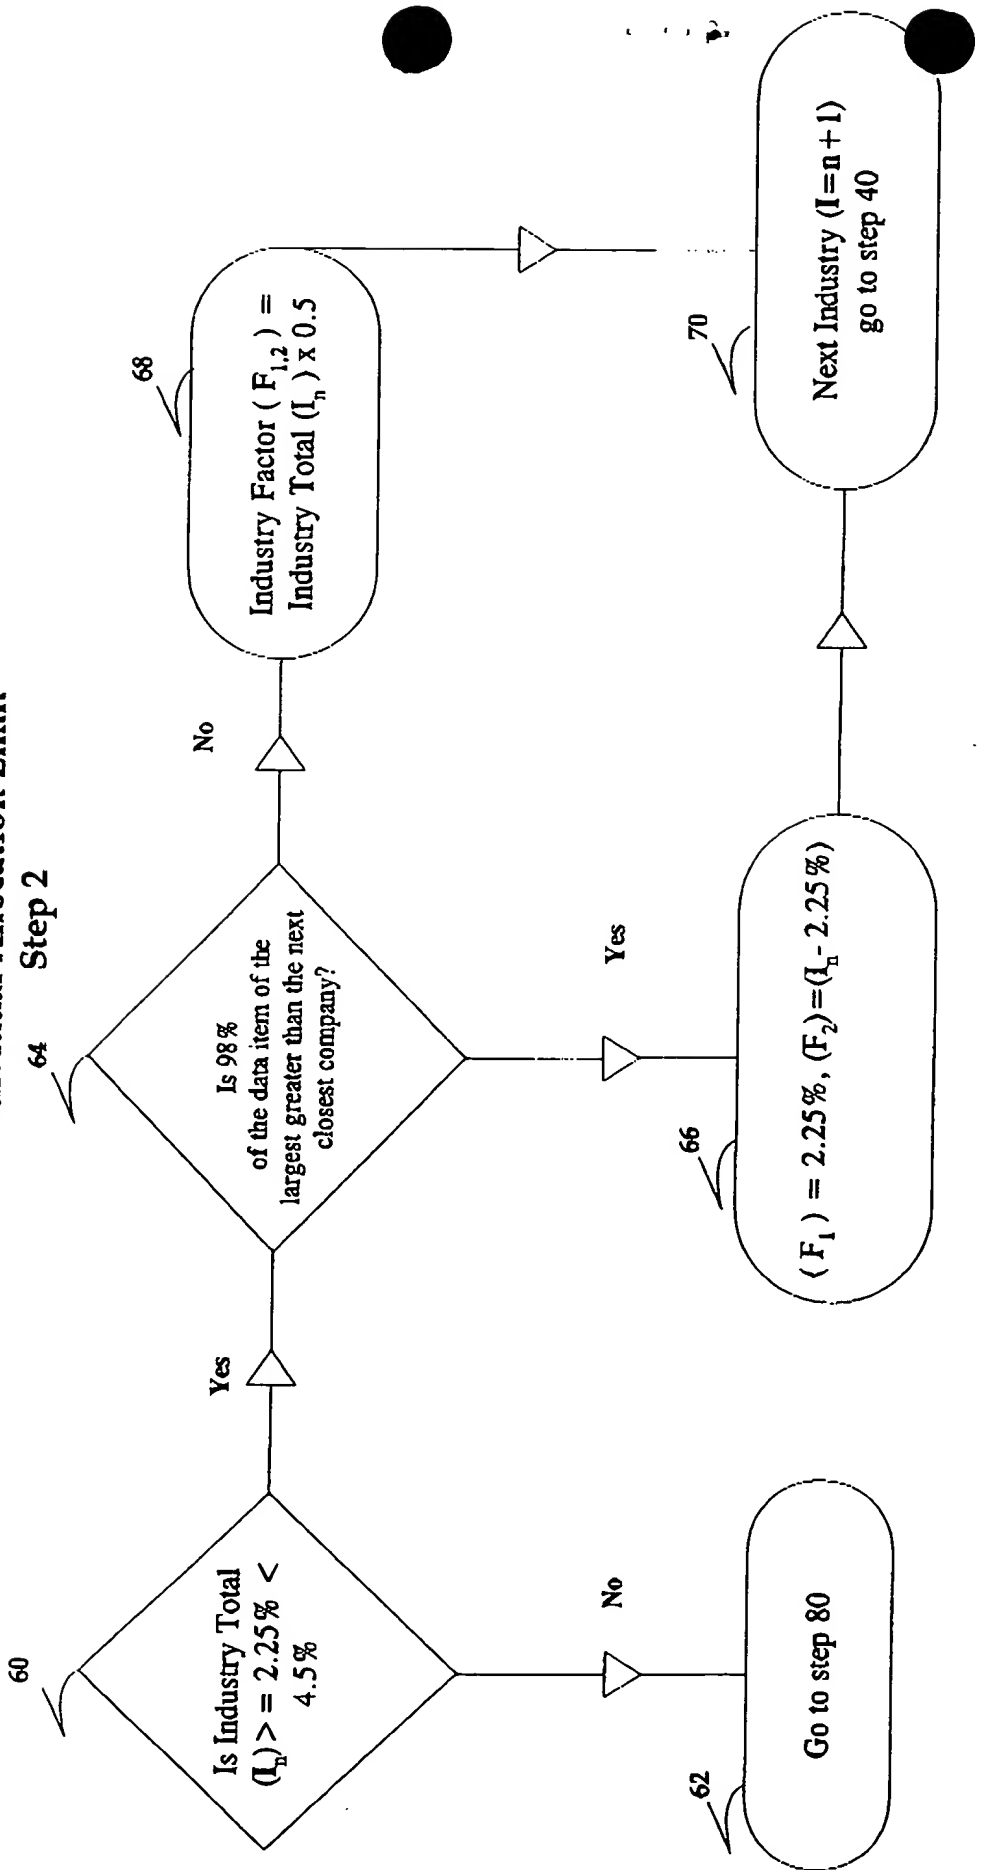 Step 2
60
Is Industry Total
(Iₙ) > = 2.25% <
4.5%
Yes
No
62
Go to step 80
64
Is 98%
of the data item of the
largest greater than the next
closest company?
No
Yes
66
( F₁ ) = 2.25%, (F₂)=(Iₙ- 2.25%)
68
Industry Factor ( F₁,₂ ) =
Industry Total (Iₙ ) x 0.5
70
Next Industry (I=n+1)
go to step 40